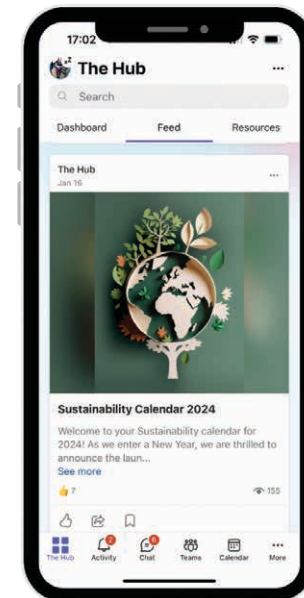 17:02
The Hub
Search
Dashboard Feed Resources
The Hub
Jan 16
Sustainability Calendar 2024
Welcome to your Sustainability calendar for
2024! As we enter a New Year, we are thrilled to
announce the laun...
See more
7 155
2 6
The Hub Activity Chat Teams Calendar More